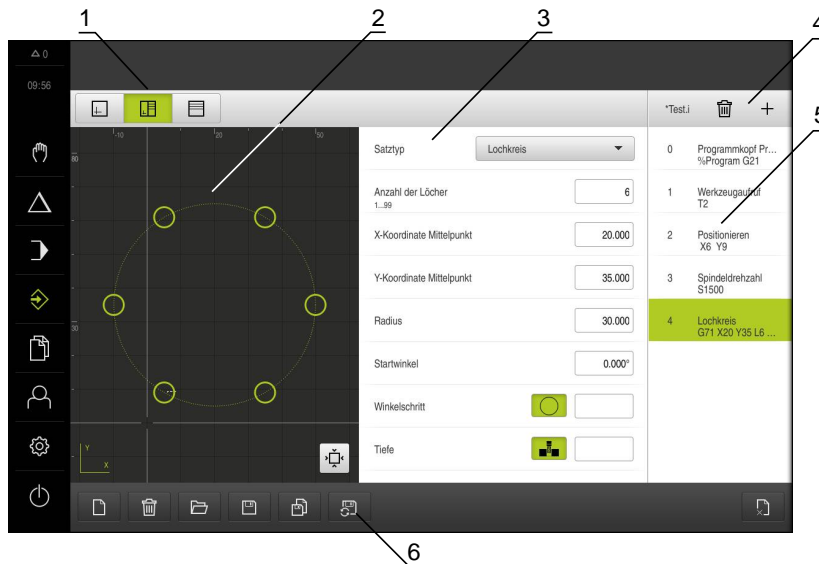 1
2
3
4
0
09:56
*Test.i
5
-10
20
50
60
30
Y
X
Satztyp
Lochkreis
Anzahl der Löcher
1...99
6
X-Koordinate Mittelpunkt
20.000
Y-Koordinate Mittelpunkt
35.000
Radius
30.000
Startwinkel
0.000°
Winkelschritt
Tiefe
0
Programmkopf Pr...
%Program G21
1
Werkzeugaufruf
T2
2
Positionieren
X6 Y9
3
Spindeldrehzahl
S1500
4
Lochkreis
G71 X20 Y35 L6 ...
6